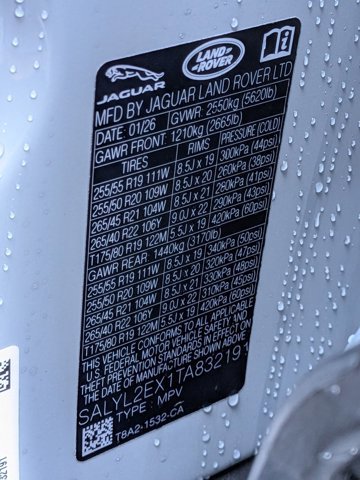 JAGUAR
LAND ROVER
MFD BY JAGUAR LAND ROVER LTD
DATE: 01/26 GVWR 2550kg (5620lb)
GAWR FRONT: 1210kg (2665lb)
TIRES RIMS PRESSURE (COLD)
255/55 R19 111W 8.5J x 19 300kPa (44psi)
255/50 R20 109W 8.5J x 20 260kPa (38psi)
265/45 R21 104W 8.5J x 21 260kPa (41psi)
265/40 R22 106Y 9.0J x 22 290kPa (43psi)
T175/80 R19 122M 5.5J x 19 420kPa (60psi)
GAWR REAR: 1440kg (3170lb)
255/55 R19 111W 8.5J x 19 340kPa (50psi)
255/50 R20 109W 8.5J x 20 320kPa (47psi)
265/45 R21 104W 8.5J x 21 330kPa (48psi)
265/40 R22 106Y 9.0J x 22 310kPa (45psi)
T175/80 R19 122M 5.5J x 19 420kPa (60psi)
THIS VEHICLE CONFORMS TO ALL APPLICABLE
U.S. FEDERAL MOTOR VEHICLE SAFETY AND
THEFT PREVENTION STANDARDS IN EFFECT ON
THE DATE OF MANUFACTURE SHOWN ABOVE.
SALYL2EX1TA83219
TYPE : MPV
T8A2-1532-CA